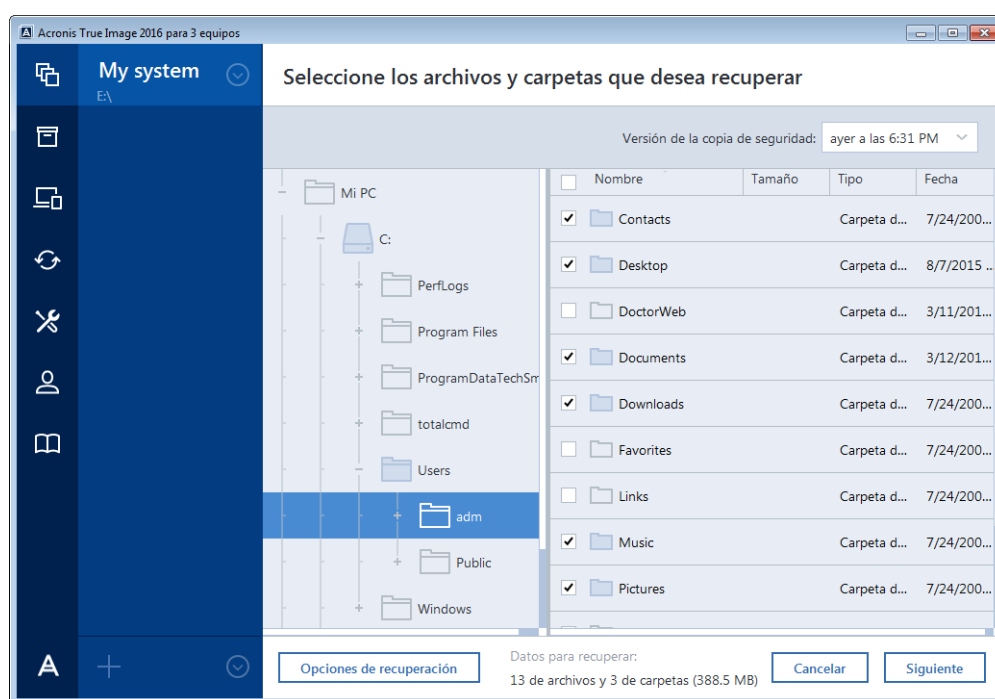 Acronis True Image 2016 para 3 equipos
My system
E:\
Seleccione los archivos y carpetas que desea recuperar
Versión de la copia de seguridad: ayer a las 6:31 PM
Mi PC
C:
PerfLogs
Program Files
ProgramDataTechSm
totalcmd
Users
adm
Public
Windows
Nombre Tamaño Tipo Fecha
Contacts Carpeta d... 7/24/200...
Desktop Carpeta d... 8/7/2015 ...
DoctorWeb Carpeta d... 3/11/201...
Documents Carpeta d... 3/12/201...
Downloads Carpeta d... 7/24/200...
Favorites Carpeta d... 7/24/200...
Links Carpeta d... 7/24/200...
Music Carpeta d... 7/24/200...
Pictures Carpeta d... 7/24/200...
Opciones de recuperación
Datos para recuperar:
13 de archivos y 3 de carpetas (388.5 MB)
Cancelar
Siguiente